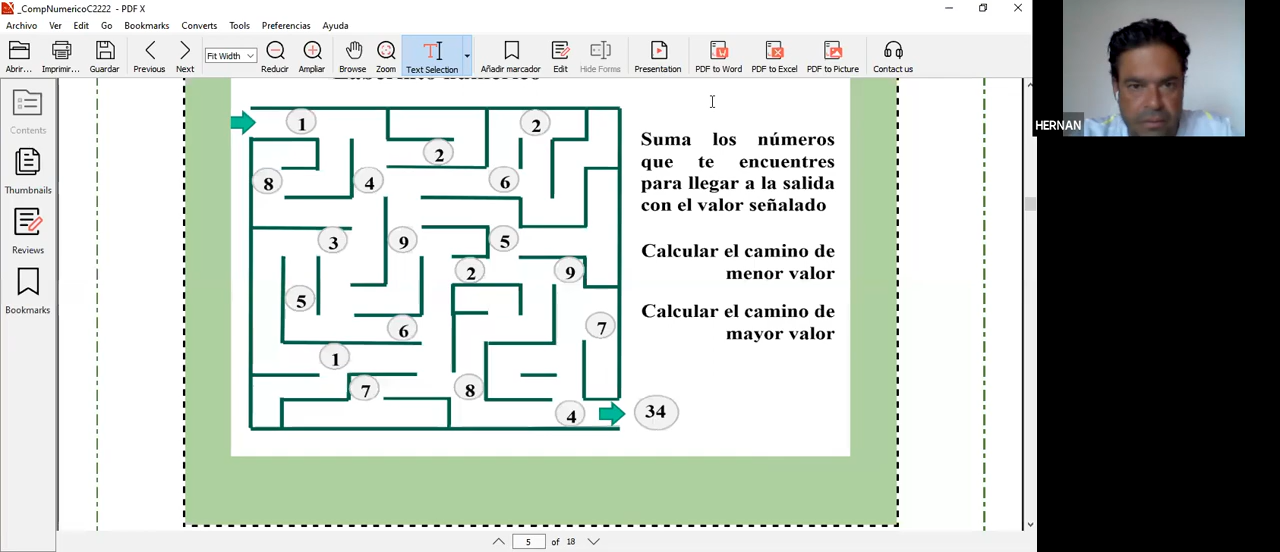 _CompNumericoC2222 - PDF X
Archivo Ver Edit Go Bookmarks Converts Tools Preferencias Ayuda
Abrir... Imprimir... Guardar Previous Next Fit Width Reducir Ampliar Browse Zoom Text Selection Añadir marcador Edit Hide Forms Presentation PDF to Word PDF to Excel PDF to Picture Contact us
Contents
Thumbnails
Reviews
Bookmarks
HERNAN
1 2
2
8 4 6
3 9 5
2 9
5
6 7
1
7 8
4 34
Suma los números
que te encuentres
para llegar a la salida
con el valor señalado
Calcular el camino de
menor valor
Calcular el camino de
mayor valor
5 of 18